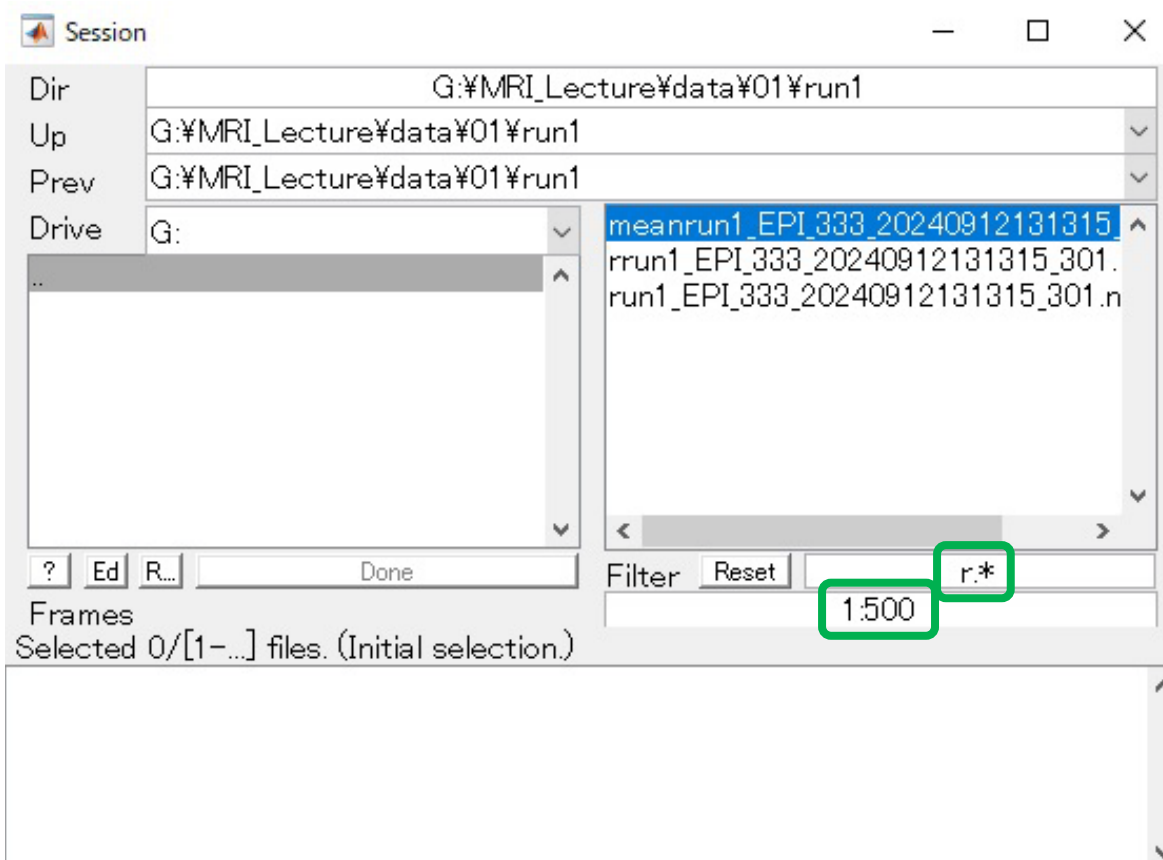 Session
Dir G:¥MRI_Lecture¥data¥01¥run1
Up G:¥MRI_Lecture¥data¥01¥run1
Prev G:¥MRI_Lecture¥data¥01¥run1
Drive G:
..
meanrun1_EPI_333_20240912131315_
rrun1_EPI_333_20240912131315_301.
run1_EPI_333_20240912131315_301.n
? Ed R... Done
Filter Reset r.*
Frames 1:500
Selected 0/[1-...] files. (Initial selection.)